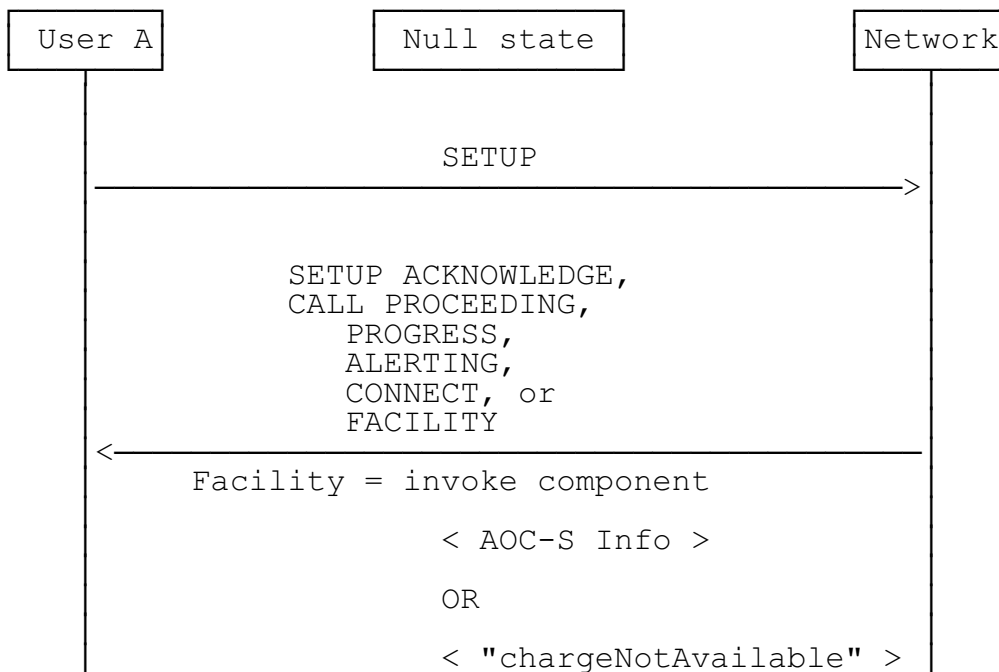 User A Null state Network
SETUP
SETUP ACKNOWLEDGE,
CALL PROCEEDING,
PROGRESS,
ALERTING,
CONNECT, or
FACILITY
Facility = invoke component
< AOC-S Info >
OR
< "chargeNotAvailable" >